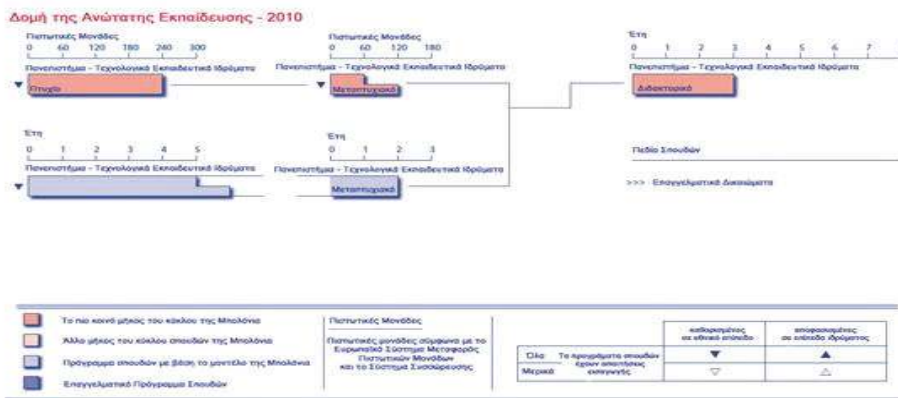 Δομή της Ανώτατης Εκπαίδευσης - 2010
Πιστωτικές Μονάδες
0 60 120 180 240 300
Πανεπιστήμια - Τεχνολογικά Εκπαιδευτικά Ιδρύματα
Πτυχίο
Πιστωτικές Μονάδες
0 60 120 180
Πανεπιστήμια - Τεχνολογικά Εκπαιδευτικά Ιδρύματα
Μεταπτυχιακό
Έτη
0 1 2 3 4 5 6 7
Πανεπιστήμια - Τεχνολογικά Εκπαιδευτικά Ιδρύματα
Διδακτορικό
Έτη
0 1 2 3 4 5
Πανεπιστήμια - Τεχνολογικά Εκπαιδευτικά Ιδρύματα
Έτη
0 1 2 3
Πανεπιστήμια - Τεχνολογικά Εκπαιδευτικά Ιδρύματα
Μεταπτυχιακό
Πεδίο Σπουδών
>>> Επαγγελματικά Δικαιώματα
Το πιο κοινό μήκος του κύκλου της Μπολόνια
Άλλο μήκος του κύκλου σπουδών της Μπολόνια
Πρόγραμμα σπουδών με βάση το μοντέλο της Μπολόνια
Επαγγελματικό Πρόγραμμα Σπουδών
Πιστωτικές Μονάδες
Πιστωτικές μονάδες σύμφωνα με το
Ευρωπαϊκό Σύστημα Μεταφοράς
Πιστωτικών Μονάδων
και το Σύστημα Συσσώρευσης
καθορισμένος
σε εθνικό επίπεδο
αποφασισμένος
σε επίπεδο ιδρύματος
Όλα
Μερικά
Τα προγράμματα σπουδών
έχουν απαιτήσεις
εισαγωγής